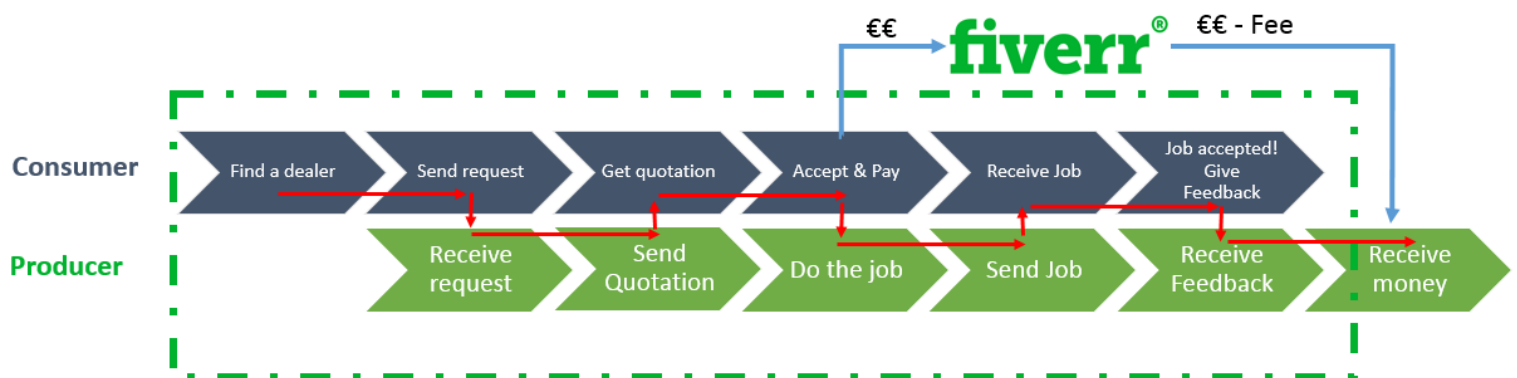 €€
fiverr®
€€ - Fee
Consumer
Find a dealer
Send request
Get quotation
Accept & Pay
Receive Job
Job accepted!
Give
Feedback
Producer
Receive
request
Send
Quotation
Do the job
Send Job
Receive
Feedback
Receive
money